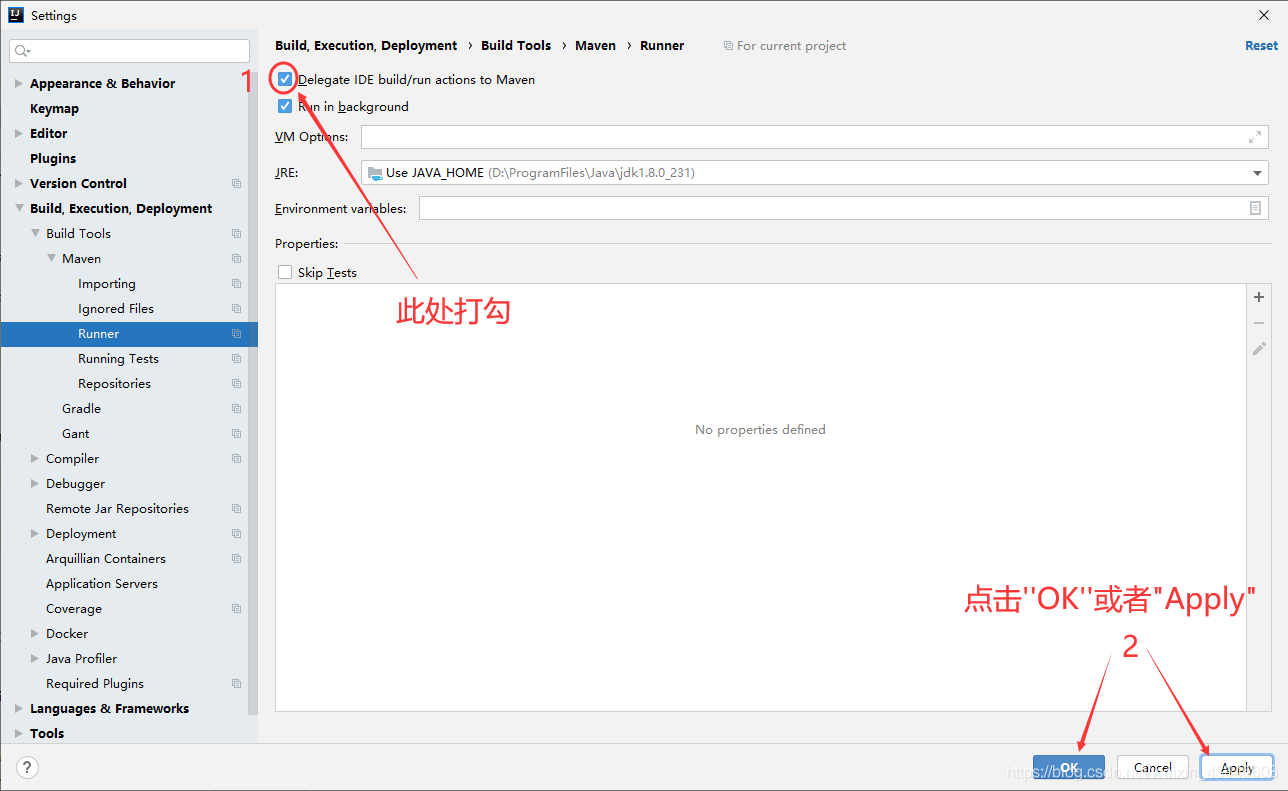 Settings
Build, Execution, Deployment › Build Tools › Maven › Runner For current project Reset
1
Delegate IDE build/run actions to Maven
Run in background
VM Options:
JRE: Use JAVA_HOME (D:\ProgramFiles\Java\jdk1.8.0_231)
Environment variables:
Properties:
Skip Tests
此处打勾
No properties defined
Appearance & Behavior
Keymap
Editor
Plugins
Version Control
Build, Execution, Deployment
Build Tools
Maven
Importing
Ignored Files
Runner
Running Tests
Repositories
Gradle
Gant
Compiler
Debugger
Remote Jar Repositories
Deployment
Arquillian Containers
Application Servers
Coverage
Docker
Java Profiler
Required Plugins
Languages & Frameworks
Tools
点击''OK''或者"Apply"
2
? OK Cancel Apply